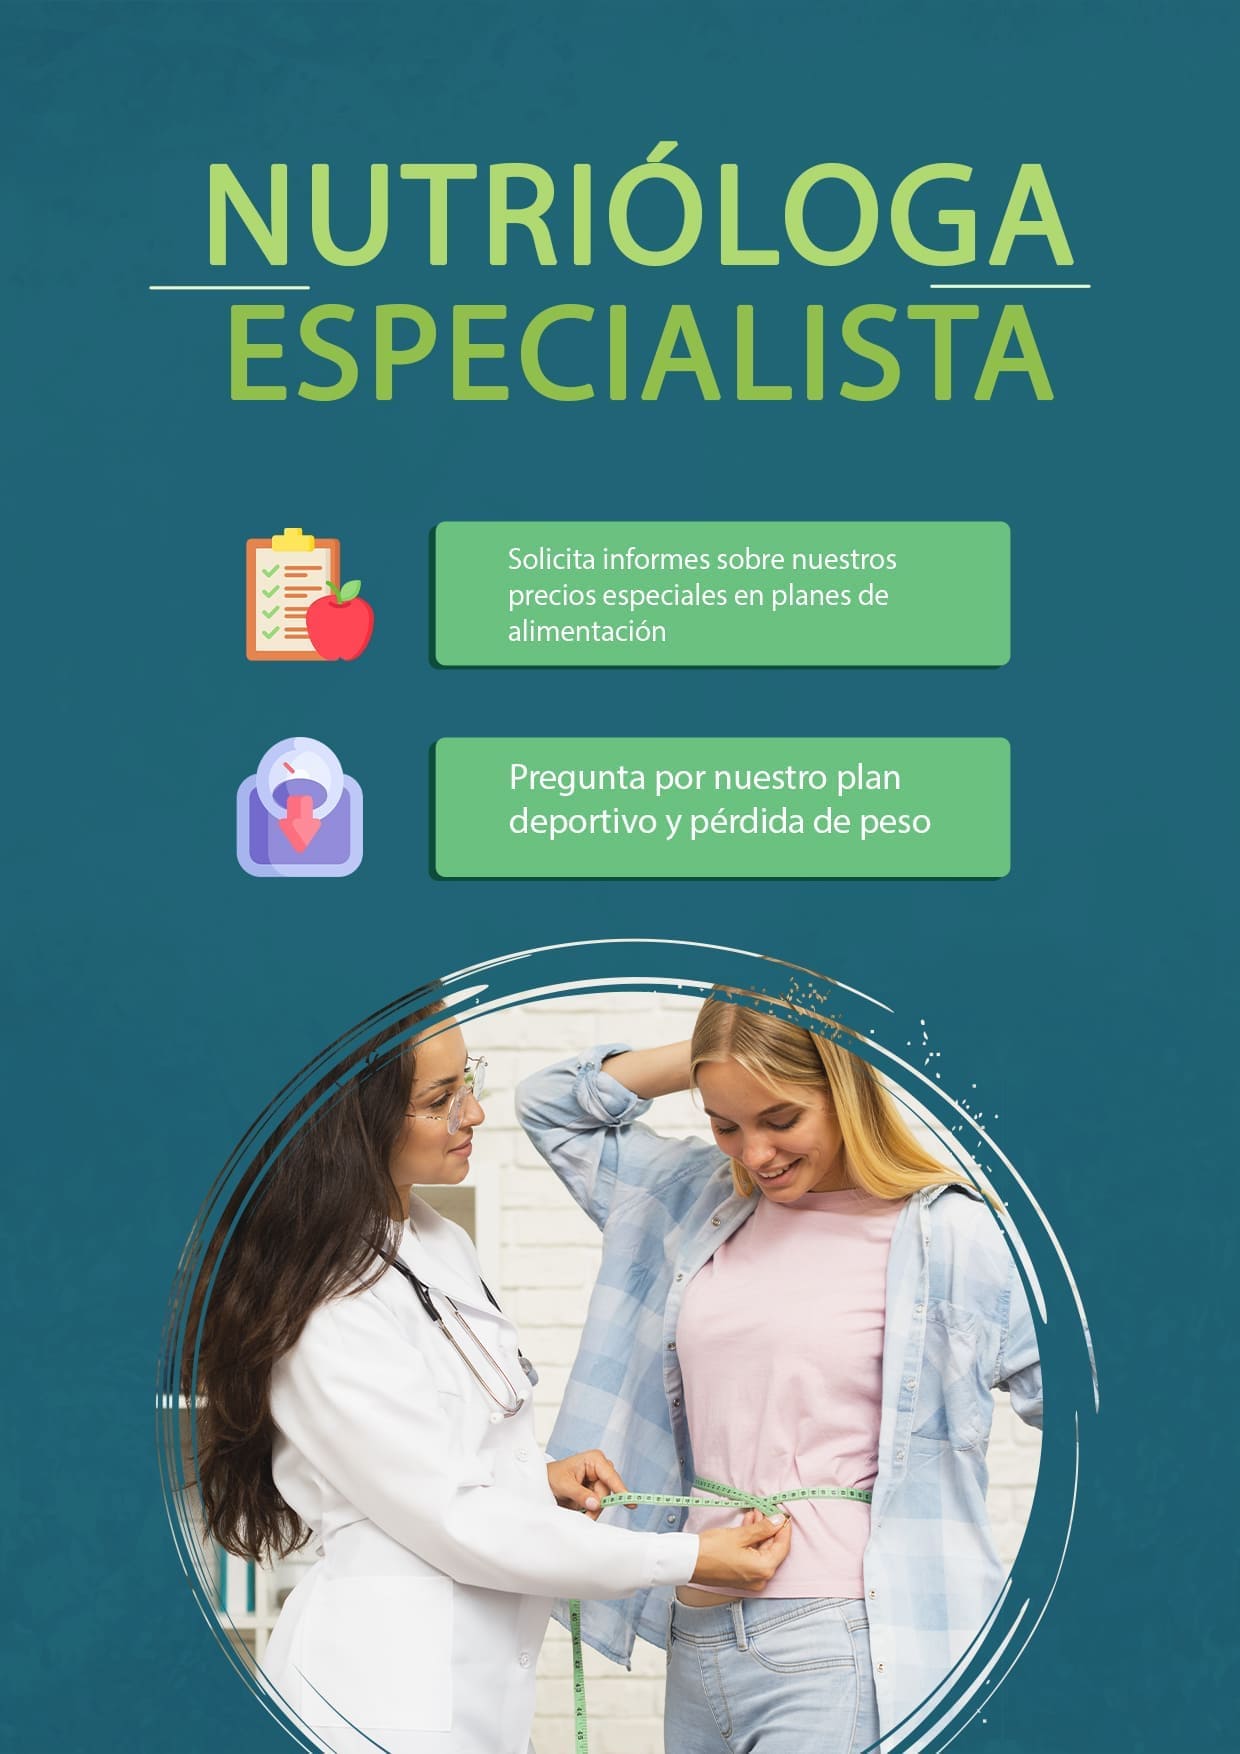 NUTRIÓLOGA
ESPECIALISTA
Solicita informes sobre nuestros
precios especiales en planes de
alimentación
Pregunta por nuestro plan
deportivo y pérdida de peso